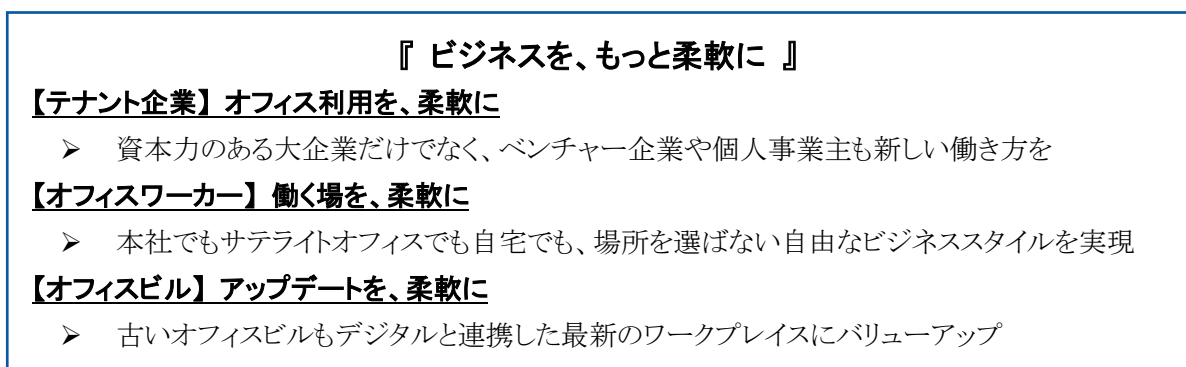 『 ビジネスを、もっと柔軟に 』
【テナント企業】 オフィス利用を、柔軟に
➢ 資本力のある大企業だけでなく、ベンチャー企業や個人事業主も新しい働き方を
【オフィスワーカー】 働く場を、柔軟に
➢ 本社でもサテライトオフィスでも自宅でも、場所を選ばない自由なビジネススタイルを実現
【オフィスビル】 アップデートを、柔軟に
➢ 古いオフィスビルもデジタルと連携した最新のワークプレイスにバリューアップ